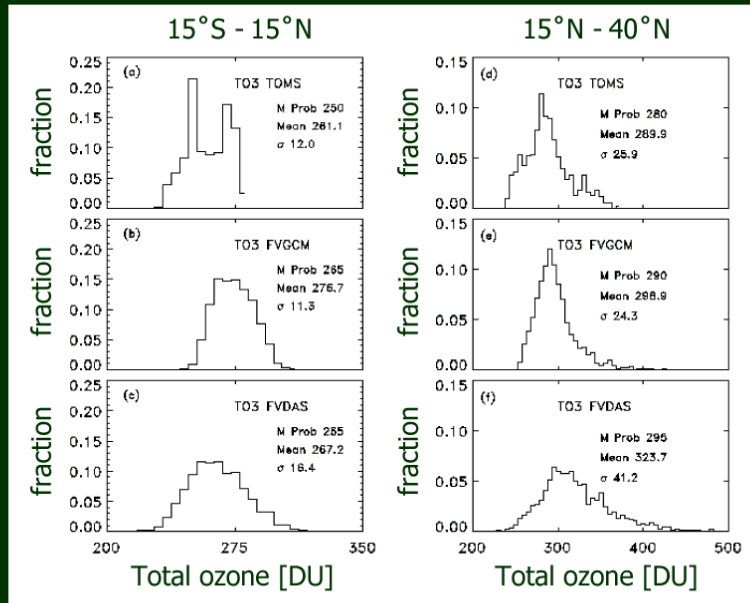 15°S - 15°N
15°N - 40°N
fraction
0.25
0.20
0.15
0.10
0.05
0.00
(a)
TO3 TOMS
M Prob 250
Mean 261.1
σ 12.0
fraction
0.15
0.10
0.05
0.00
(d)
TO3 TOMS
M Prob 280
Mean 289.9
σ 25.9
fraction
0.25
0.20
0.15
0.10
0.05
0.00
(b)
TO3 FVGCM
M Prob 265
Mean 276.7
σ 11.3
fraction
0.15
0.10
0.05
0.00
(e)
TO3 FVGCM
M Prob 290
Mean 298.9
σ 24.3
fraction
0.25
0.20
0.15
0.10
0.05
0.00
(c)
TO3 FVDAS
M Prob 265
Mean 267.2
σ 16.4
200 275 350
Total ozone [DU]
fraction
0.15
0.10
0.05
0.00
(f)
TO3 FVDAS
M Prob 295
Mean 323.7
σ 41.2
200 300 400 500
Total ozone [DU]